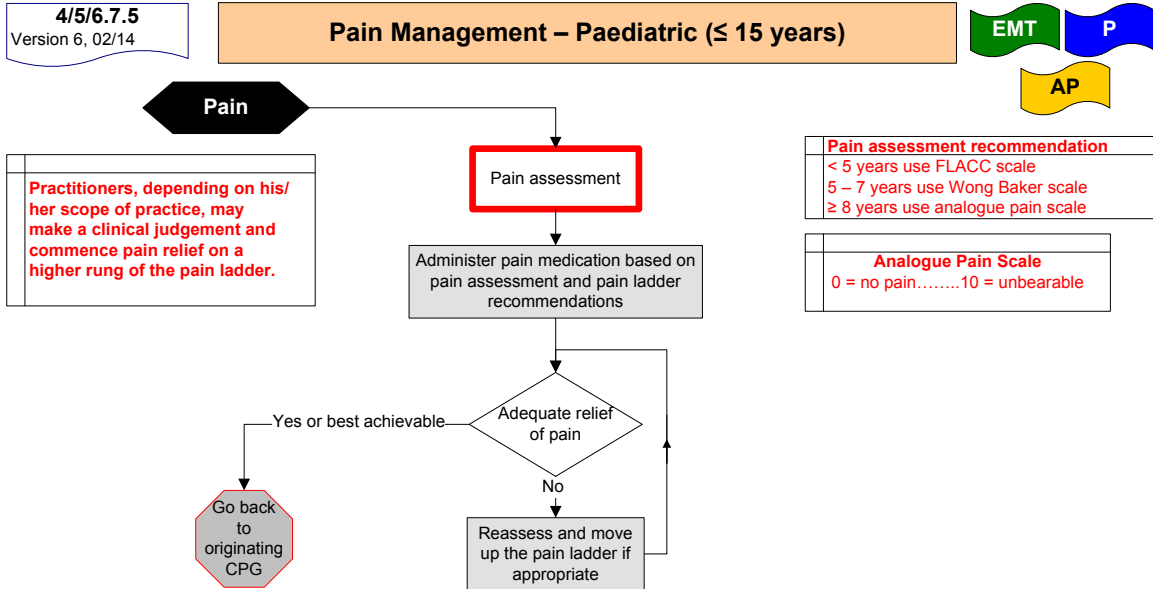 4/5/6.7.5
Version 6, 02/14
Pain Management – Paediatric (≤ 15 years)
EMT
P
AP
Pain
Practitioners, depending on his/
her scope of practice, may
make a clinical judgement and
commence pain relief on a
higher rung of the pain ladder.
Pain assessment
Pain assessment recommendation
< 5 years use FLACC scale
5 – 7 years use Wong Baker scale
≥ 8 years use analogue pain scale
Analogue Pain Scale
0 = no pain……..10 = unbearable
Administer pain medication based on
pain assessment and pain ladder
recommendations
Adequate relief
of pain
Yes or best achievable
No
Go back
to
originating
CPG
Reassess and move
up the pain ladder if
appropriate